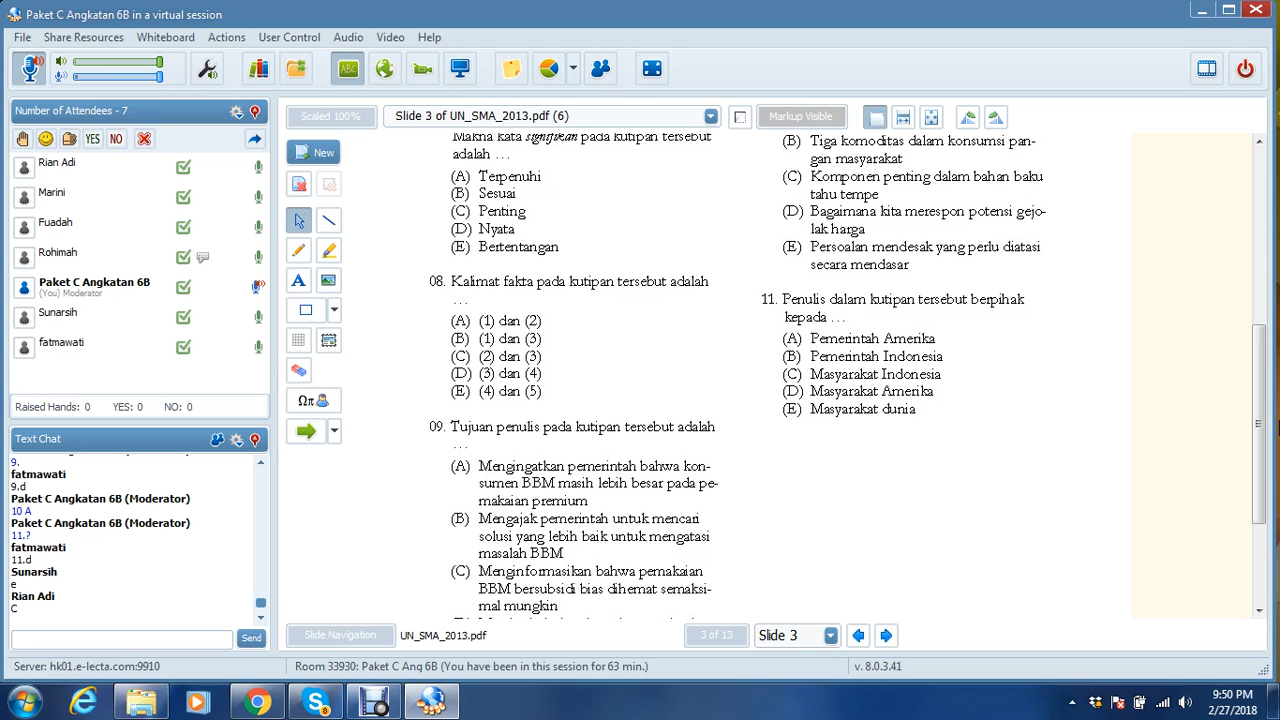 Paket C Angkatan 6B in a virtual session
File Share Resources Whiteboard Actions User Control Audio Video Help
ABC
Number of Attendees - 7
YES NO
Rian Adi
Marini
Fuadah
Rohimah
Paket C Angkatan 6B
(You) Moderator
Sunarsih
fatmawati
Raised Hands: 0 YES: 0 NO: 0
Text Chat
9.
fatmawati
9.d
Paket C Angkatan 6B (Moderator)
10 A
Paket C Angkatan 6B (Moderator)
11.?
fatmawati
11.d
Sunarsih
e
Rian Adi
C
Send
Scaled 100%
Slide 3 of UN_SMA_2013.pdf (6)
Markup Visible
New
A
Ωπ
Makna kata signifikan pada kutipan tersebut
adalah …
(A) Terpenuhi
(B) Sesuai
(C) Penting
(D) Nyata
(E) Bertentangan
08. Kalimat fakta pada kutipan tersebut adalah
…
(A) (1) dan (2)
(B) (1) dan (3)
(C) (2) dan (3)
(D) (3) dan (4)
(E) (4) dan (5)
09. Tujuan penulis pada kutipan tersebut adalah
…
(A) Mengingatkan pemerintah bahwa kon-
sumen BBM masih lebih besar pada pe-
makaian premium
(B) Mengajak pemerintah untuk mencari
solusi yang lebih baik untuk mengatasi
masalah BBM
(C) Menginformasikan bahwa pemakaian
BBM bersubsidi bias dihemat semaksi-
mal mungkin
(B) Tiga komoditas dalam konsumsi pan-
gan masyarakat
(C) Komponen penting dalam bahan baku
tahu tempe
(D) Bagaimana kita merespon potensi gejo-
lak harga
(E) Persoalan mendesak yang perlu diatasi
secara mendasar
11. Penulis dalam kutipan tersebut berpihak
kepada …
(A) Pemerintah Amerika
(B) Pemerintah Indonesia
(C) Masyarakat Indonesia
(D) Masyarakat Amerika
(E) Masyarakat dunia
Slide Navigation
UN_SMA_2013.pdf
3 of 13
Slide 3
Server: hk01.e-lecta.com:9910
Room 33930: Paket C Ang 6B (You have been in this session for 63 min.)
v. 8.0.3.41
9:50 PM
2/27/2018